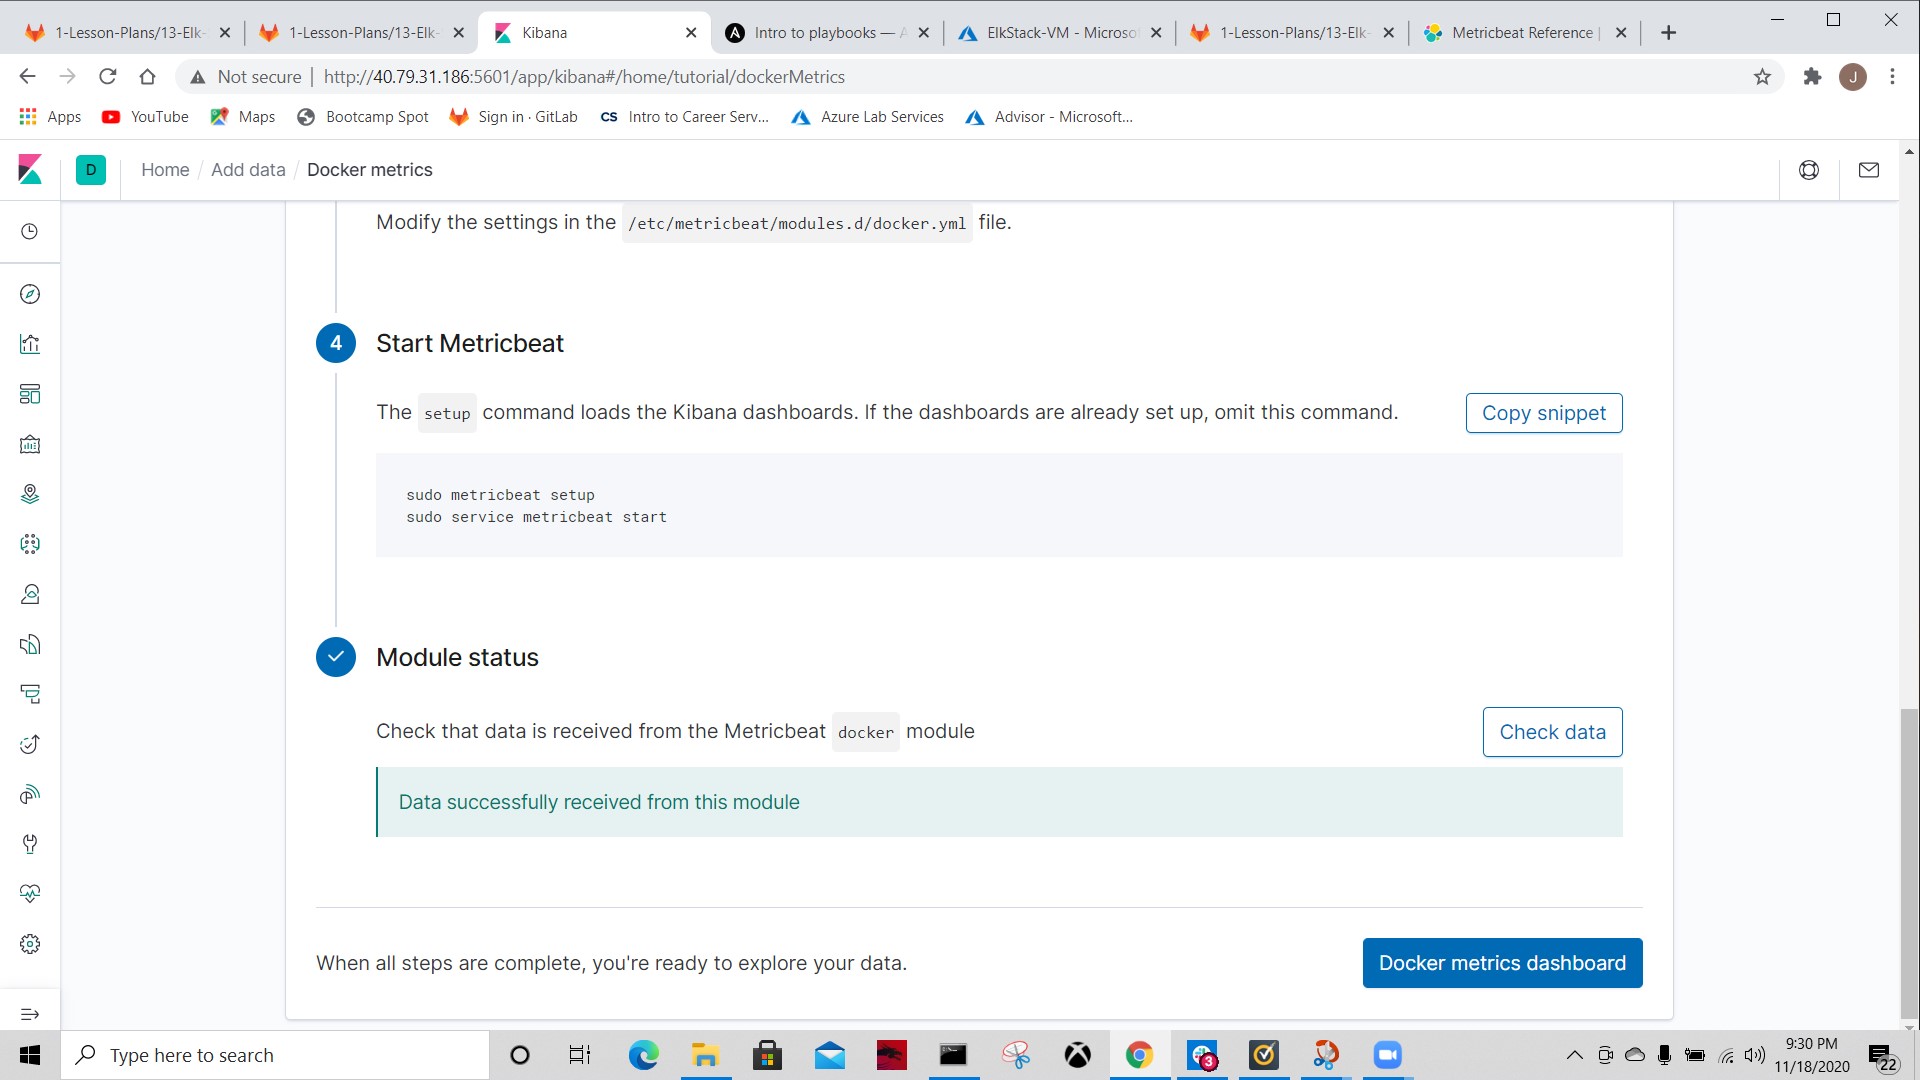 1-Lesson-Plans/13-Elk-
1-Lesson-Plans/13-Elk-
Kibana
Intro to playbooks — A
ElkStack-VM - Microso
1-Lesson-Plans/13-Elk-
Metricbeat Reference |
Not secure | http://40.79.31.186:5601/app/kibana#/home/tutorial/dockerMetrics
J
Apps
YouTube
Maps
Bootcamp Spot
Sign in · GitLab
CS Intro to Career Serv...
Azure Lab Services
Advisor - Microsoft...
D
Home / Add data / Docker metrics
Modify the settings in the /etc/metricbeat/modules.d/docker.yml file.
4 Start Metricbeat
The setup command loads the Kibana dashboards. If the dashboards are already set up, omit this command.
Copy snippet
sudo metricbeat setup
sudo service metricbeat start
Module status
Check that data is received from the Metricbeat docker module
Check data
Data successfully received from this module
When all steps are complete, you're ready to explore your data.
Docker metrics dashboard
Type here to search
3
9:30 PM
11/18/2020
22